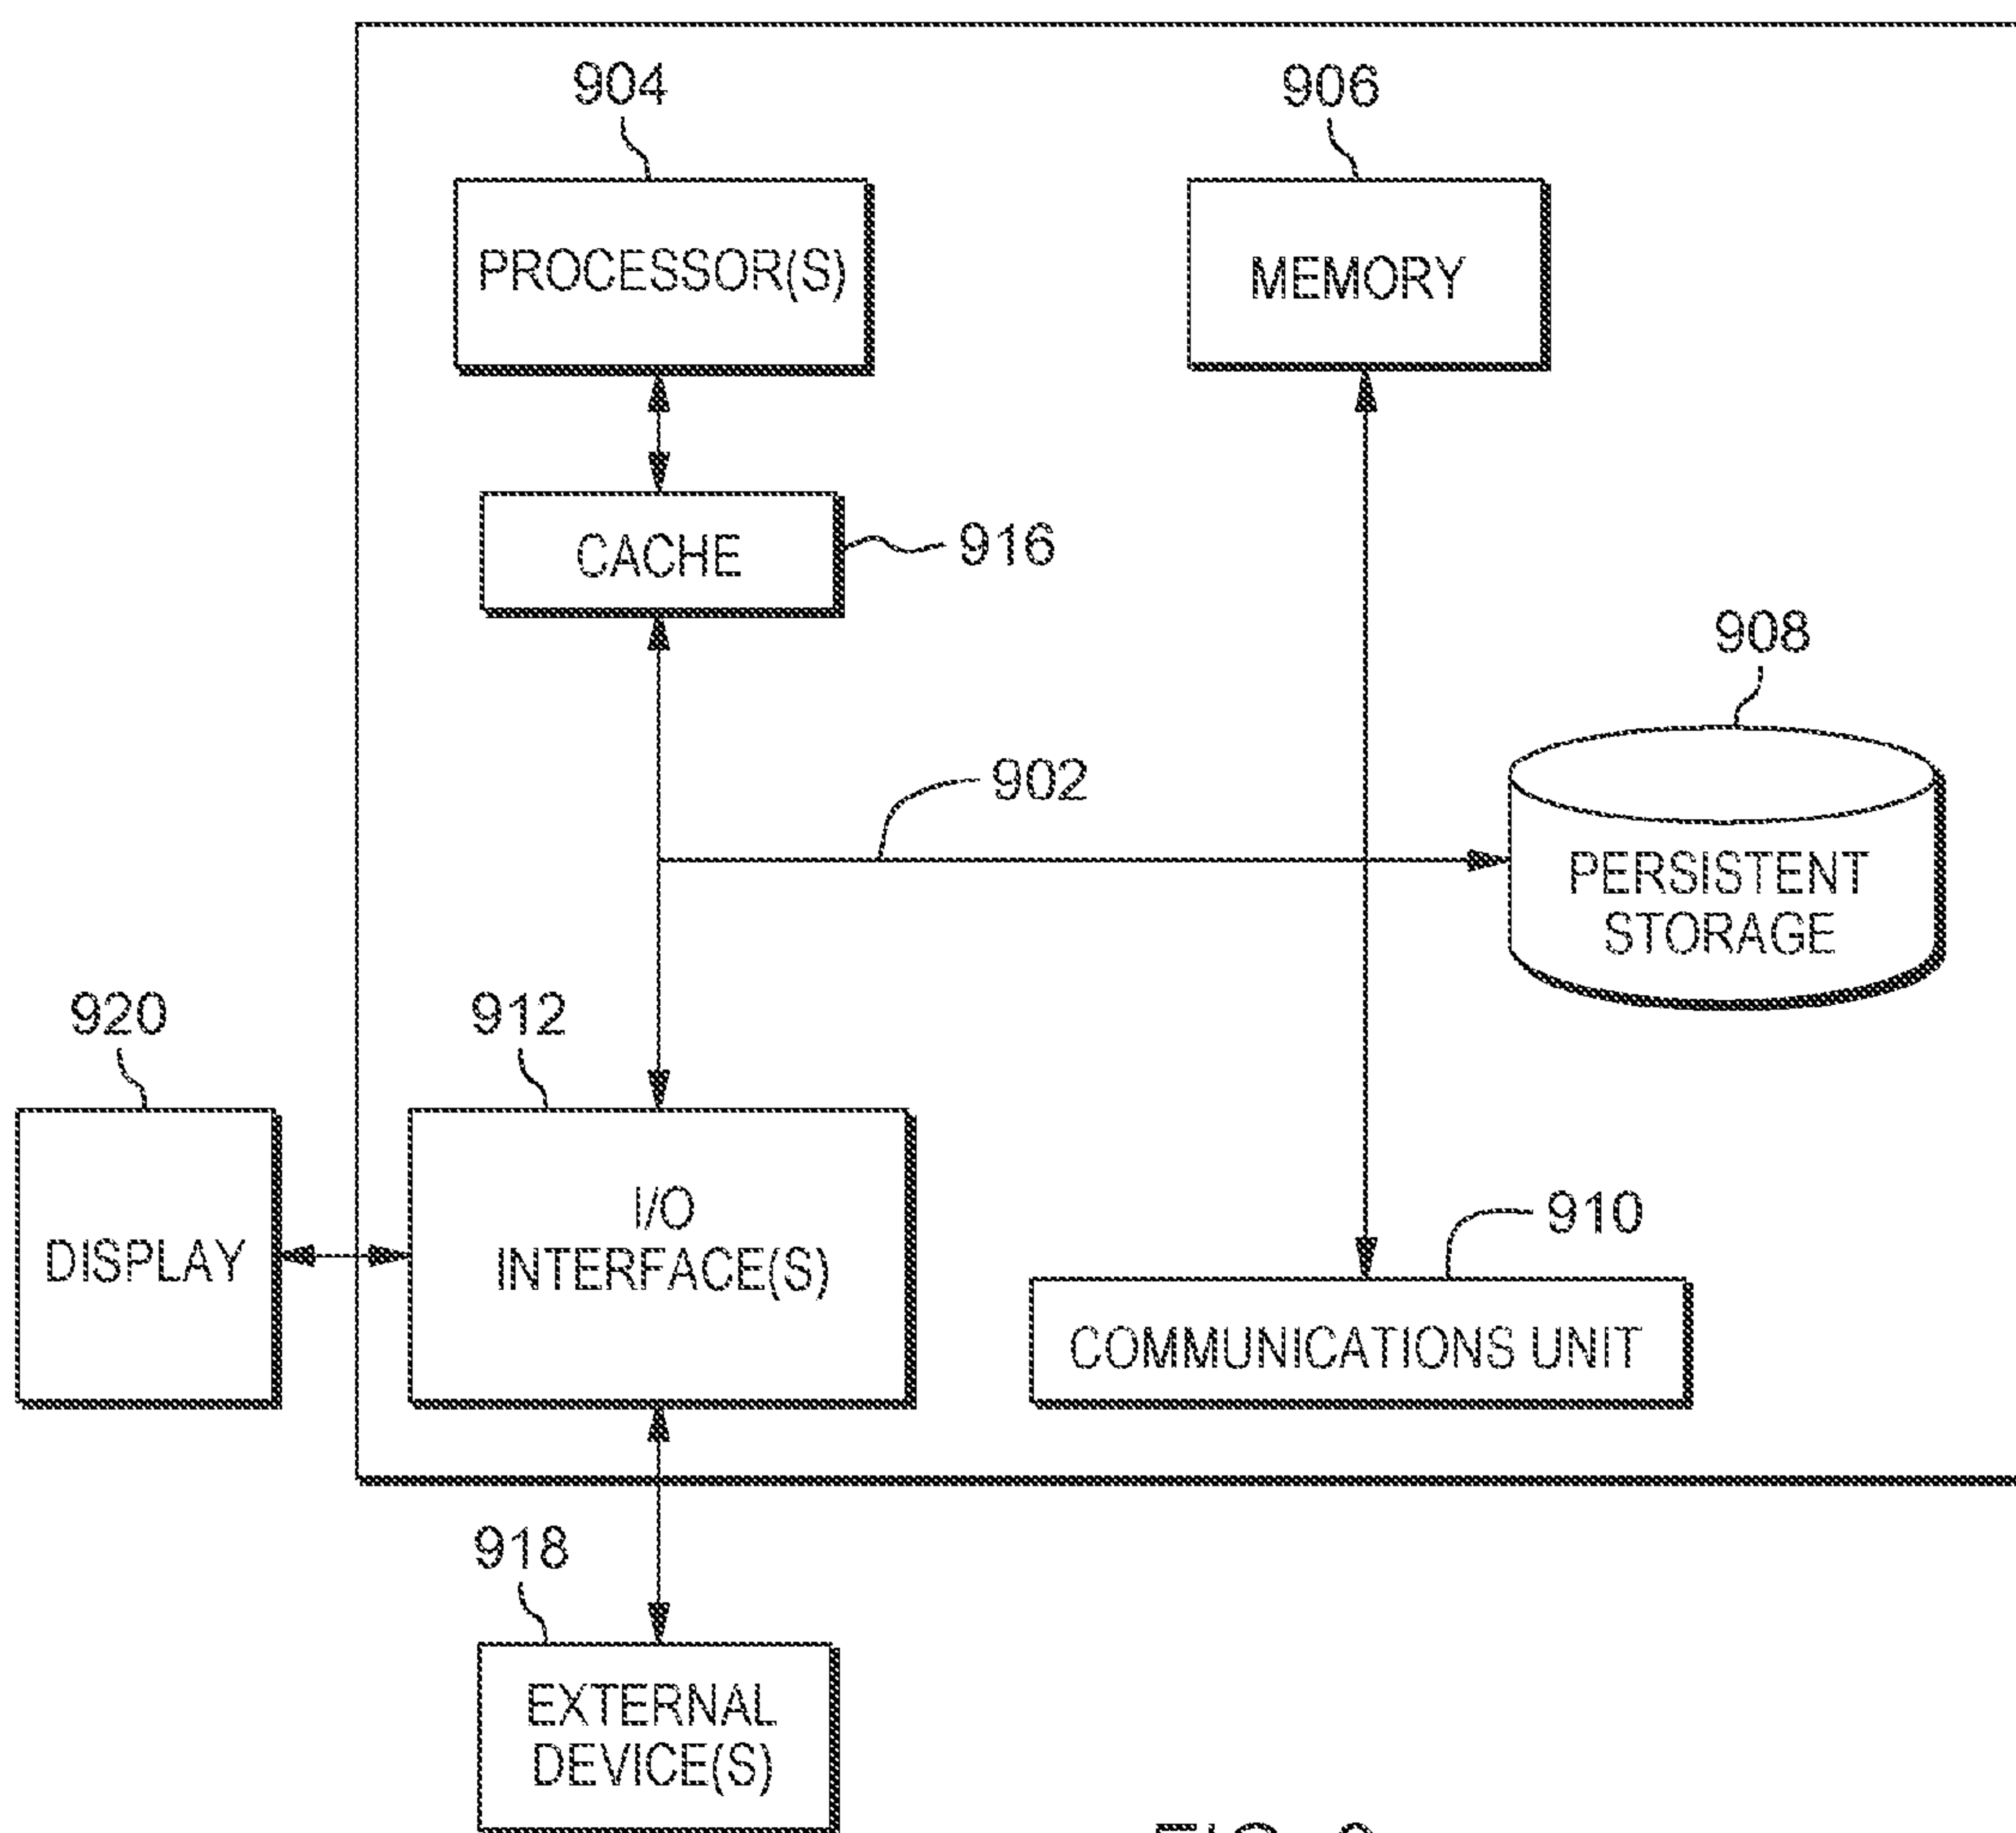 904
906
PROCESSOR(S)
MEMORY
CACHE
916
908
902
PERSISTENT
STORAGE
920
912
I/O
INTERFACE(S)
910
DISPLAY
COMMUNICATIONS UNIT
918
EXTERNAL
DEVICE(S)
FIG.